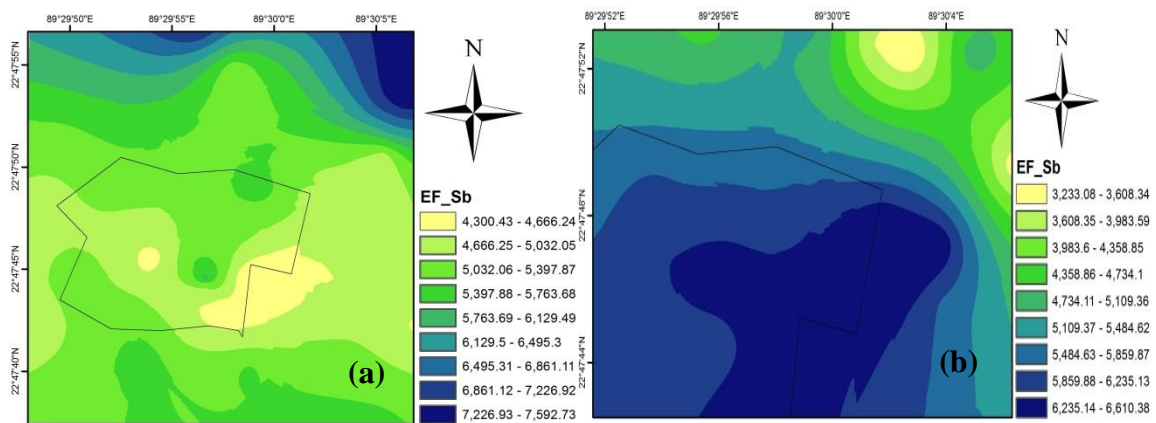 89°29'50"E 89°29'55"E 89°30'0"E 89°30'5"E
22°47'55"N
22°47'50"N
22°47'45"N
22°47'40"N
N
EF_Sb
4,300.43 - 4,666.24
4,666.25 - 5,032.05
5,032.06 - 5,397.87
5,397.88 - 5,763.68
5,763.69 - 6,129.49
6,129.5 - 6,495.3
6,495.31 - 6,861.11
6,861.12 - 7,226.92
7,226.93 - 7,592.73
(a)
89°29'52"E 89°29'56"E 89°30'0"E 89°30'4"E
22°47'52"N
22°47'48"N
22°47'44"N
N
EF_Sb
3,233.08 - 3,608.34
3,608.35 - 3,983.59
3,983.6 - 4,358.85
4,358.86 - 4,734.1
4,734.11 - 5,109.36
5,109.37 - 5,484.62
5,484.63 - 5,859.87
5,859.88 - 6,235.13
6,235.14 - 6,610.38
(b)